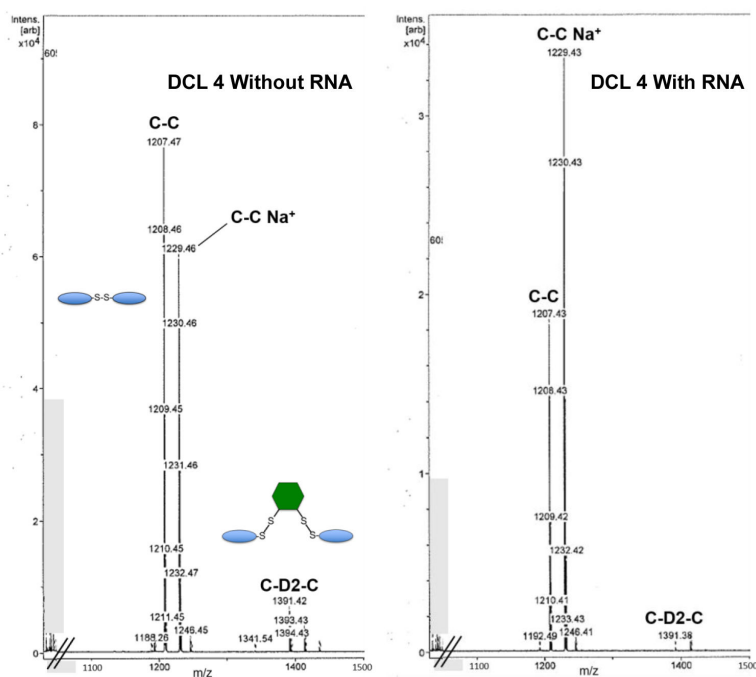 Intens.
[arb]
x10⁴
DCL 4 Without RNA
C-C
1207.47
8
1208.46
1229.46
C-C Na⁺
6
S-S
1230.46
4
1209.45
1231.46
2
S S
S S
1210.45
1232.47
C-D2-C
1391.42
1211.45
1393.43
1188.26
1246.45
1341.54
1394.43
0
1100
1200
1300
1400
1500
m/z
Intens.
[arb]
x10⁴
C-C Na⁺
1229.43
DCL 4 With RNA
3
1230.43
2
C-C
1207.43
1208.43
1
1209.42
1232.42
1210.41
1233.43
C-D2-C
1192.49
1246.41
1391.38
0
1100
1200
1300
1400
1500
m/z